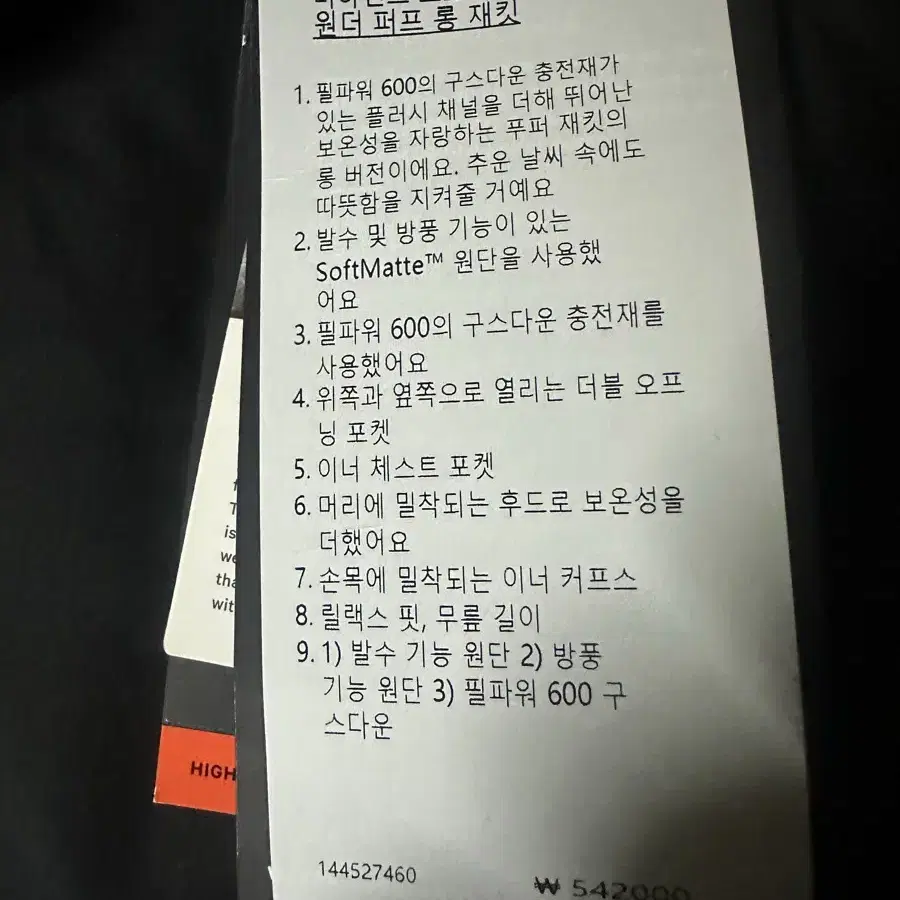 원더 퍼프 롱 재킷
1. 필파워 600의 구스다운 충전재가
있는 플러시 채널을 더해 뛰어난
보온성을 자랑하는 푸퍼 재킷의
롱 버전이에요. 추운 날씨 속에도
따뜻함을 지켜줄 거예요
2. 발수 및 방풍 기능이 있는
SoftMatte™ 원단을 사용했
어요
3. 필파워 600의 구스다운 충전재를
사용했어요
4. 위쪽과 옆쪽으로 열리는 더블 오프
닝 포켓
5. 이너 체스트 포켓
6. 머리에 밀착되는 후드로 보온성을
더했어요
7. 손목에 밀착되는 이너 커프스
8. 릴랙스 핏, 무릎 길이
9. 1) 발수 기능 원단 2) 방풍
기능 원단 3) 필파워 600 구
스다운
144527460
₩ 542000
is
we
tha
wit
HIGH